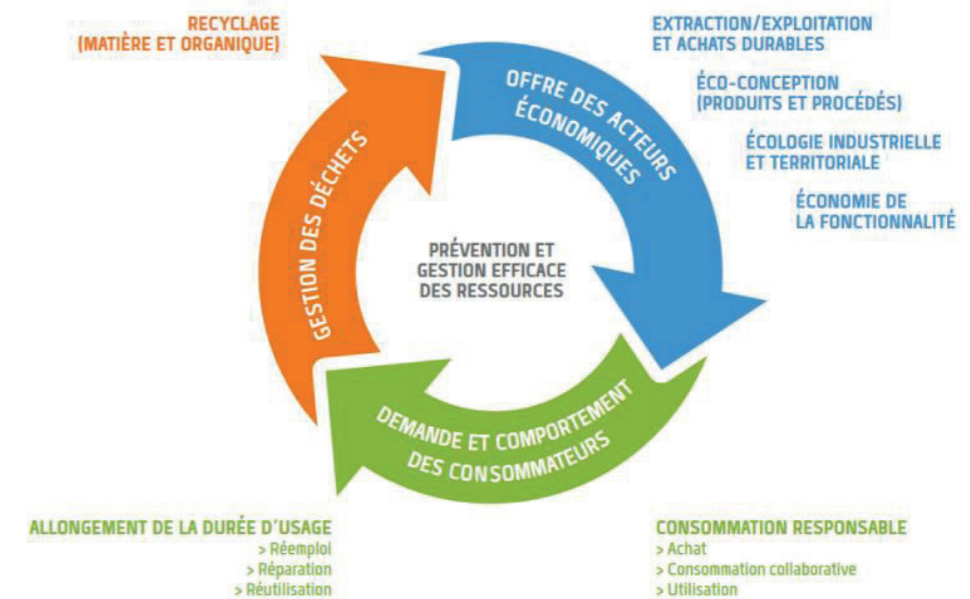 RECYCLAGE
(MATIÈRE ET ORGANIQUE)
EXTRACTION/EXPLOITATION
ET ACHATS DURABLES
ÉCO-CONCEPTION
(PRODUITS ET PROCÉDÉS)
ÉCOLOGIE INDUSTRIELLE
ET TERRITORIALE
ÉCONOMIE DE
LA FONCTIONNALITÉ
OFFRE DES ACTEURS
ÉCONOMIQUES
GESTION DES DÉCHETS
PRÉVENTION ET
GESTION EFFICACE
DES RESSOURCES
DEMANDE ET COMPORTEMENT
DES CONSOMMATEURS
ALLONGEMENT DE LA DURÉE D'USAGE
> Réemploi
> Réparation
> Réutilisation
CONSOMMATION RESPONSABLE
> Achat
> Consommation collaborative
> Utilisation